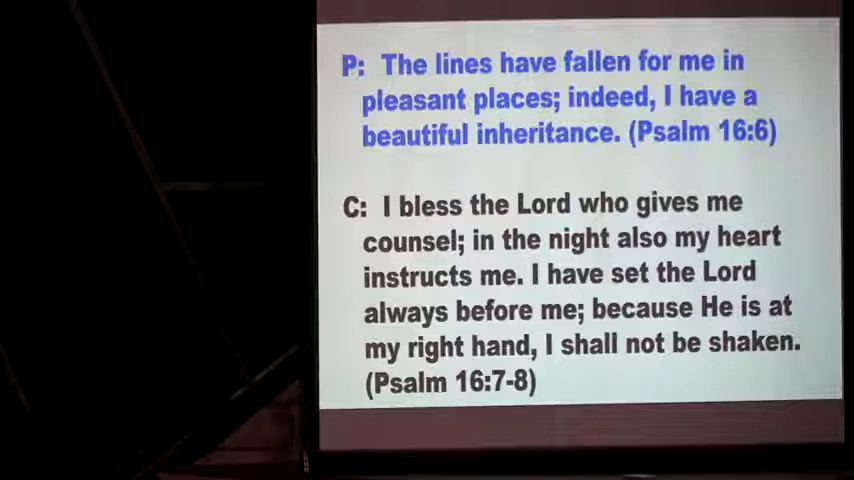 P: The lines have fallen for me in
pleasant places; indeed, I have a
beautiful inheritance. (Psalm 16:6)
C: I bless the Lord who gives me
counsel; in the night also my heart
instructs me. I have set the Lord
always before me; because He is at
my right hand, I shall not be shaken.
(Psalm 16:7-8)